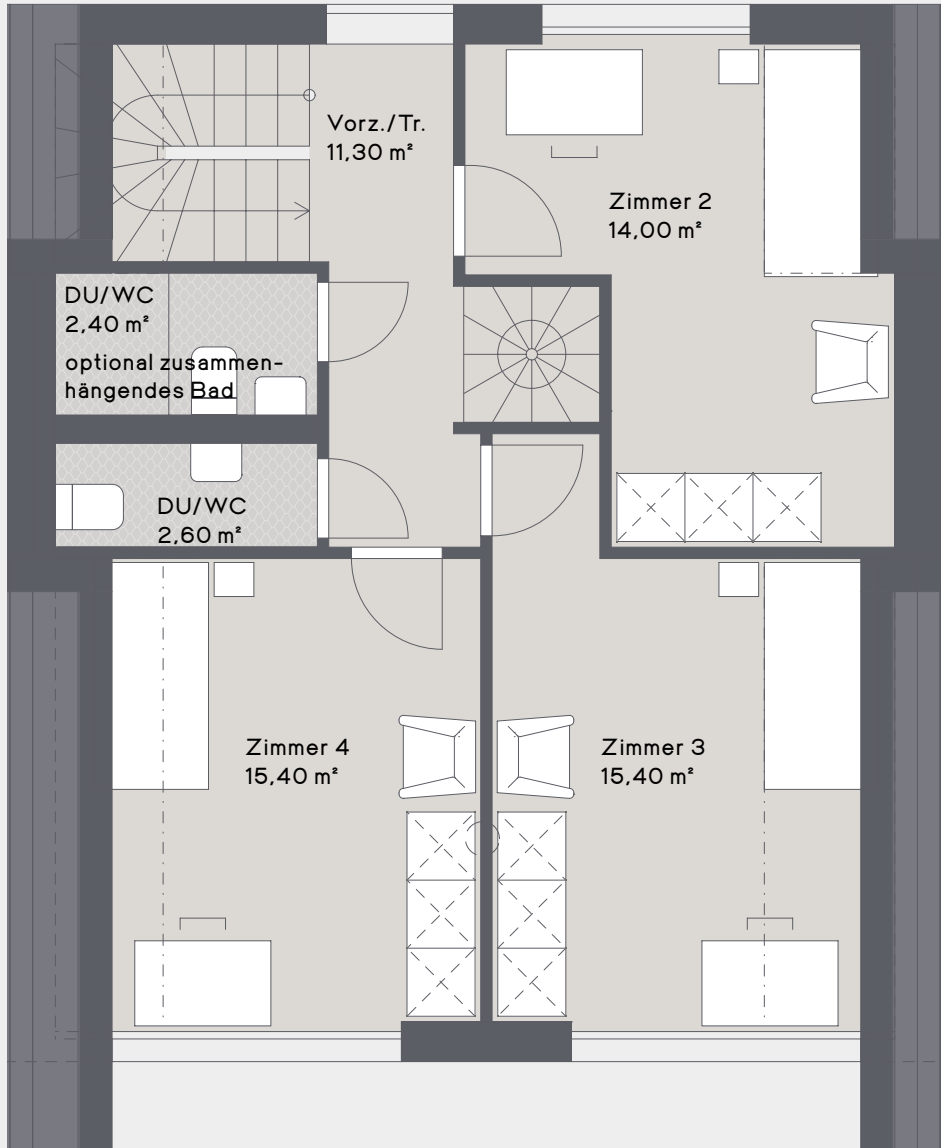 Vorz./Tr.
11,30 m²
Zimmer 2
14,00 m²
DU/WC
2,40 m²
optional zusammen-
hängendes Bad
DU/WC
2,60 m²
Zimmer 4
15,40 m²
Zimmer 3
15,40 m²